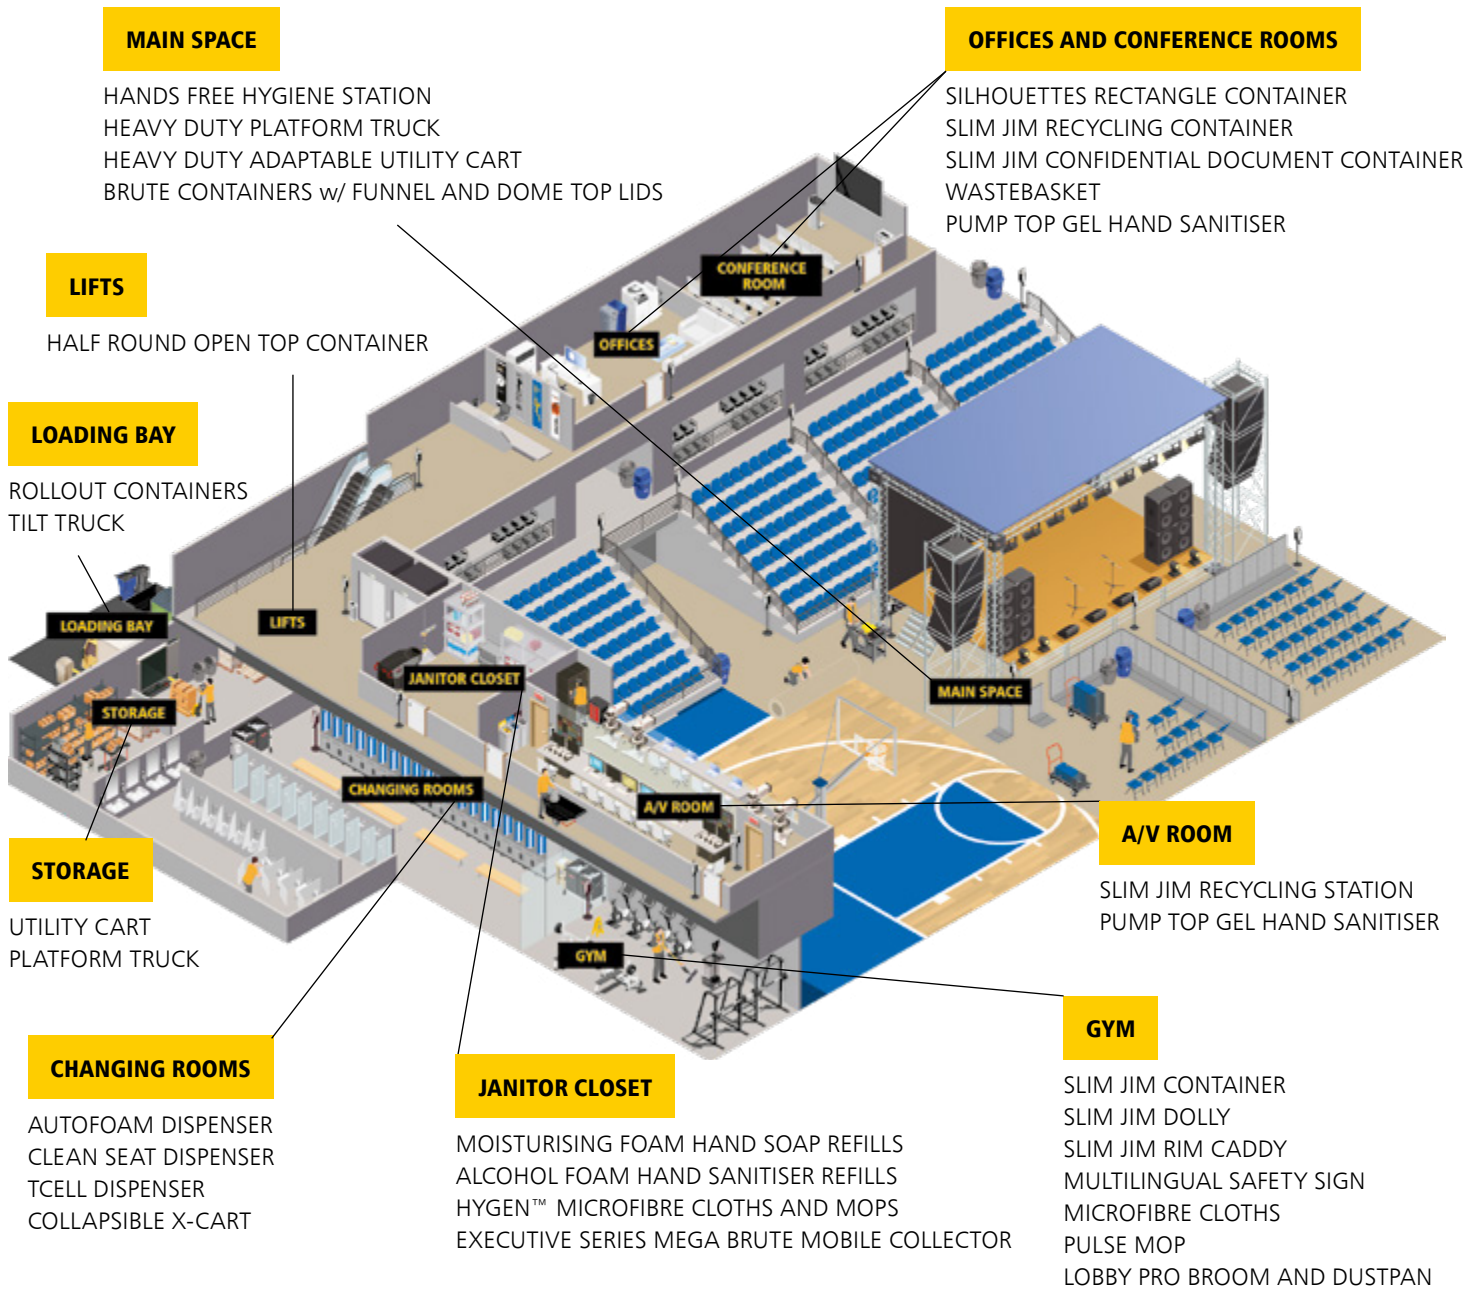 MAIN SPACE
HANDS FREE HYGIENE STATION
HEAVY DUTY PLATFORM TRUCK
HEAVY DUTY ADAPTABLE UTILITY CART
BRUTE CONTAINERS w/ FUNNEL AND DOME TOP LIDS
OFFICES AND CONFERENCE ROOMS
SILHOUETTES RECTANGLE CONTAINER
SLIM JIM RECYCLING CONTAINER
SLIM JIM CONFIDENTIAL DOCUMENT CONTAINER
WASTEBASKET
PUMP TOP GEL HAND SANITISER
LIFTS
HALF ROUND OPEN TOP CONTAINER
LOADING BAY
ROLLOUT CONTAINERS
TILT TRUCK
CONFERENCE
ROOM
OFFICES
LOADING BAY
LIFTS
JANITOR CLOSET
MAIN SPACE
STORAGE
CHANGING ROOMS
A/V ROOM
GYM
STORAGE
UTILITY CART
PLATFORM TRUCK
A/V ROOM
SLIM JIM RECYCLING STATION
PUMP TOP GEL HAND SANITISER
CHANGING ROOMS
AUTOFOAM DISPENSER
CLEAN SEAT DISPENSER
TCELL DISPENSER
COLLAPSIBLE X-CART
JANITOR CLOSET
MOISTURISING FOAM HAND SOAP REFILLS
ALCOHOL FOAM HAND SANITISER REFILLS
HYGEN™ MICROFIBRE CLOTHS AND MOPS
EXECUTIVE SERIES MEGA BRUTE MOBILE COLLECTOR
GYM
SLIM JIM CONTAINER
SLIM JIM DOLLY
SLIM JIM RIM CADDY
MULTILINGUAL SAFETY SIGN
MICROFIBRE CLOTHS
PULSE MOP
LOBBY PRO BROOM AND DUSTPAN